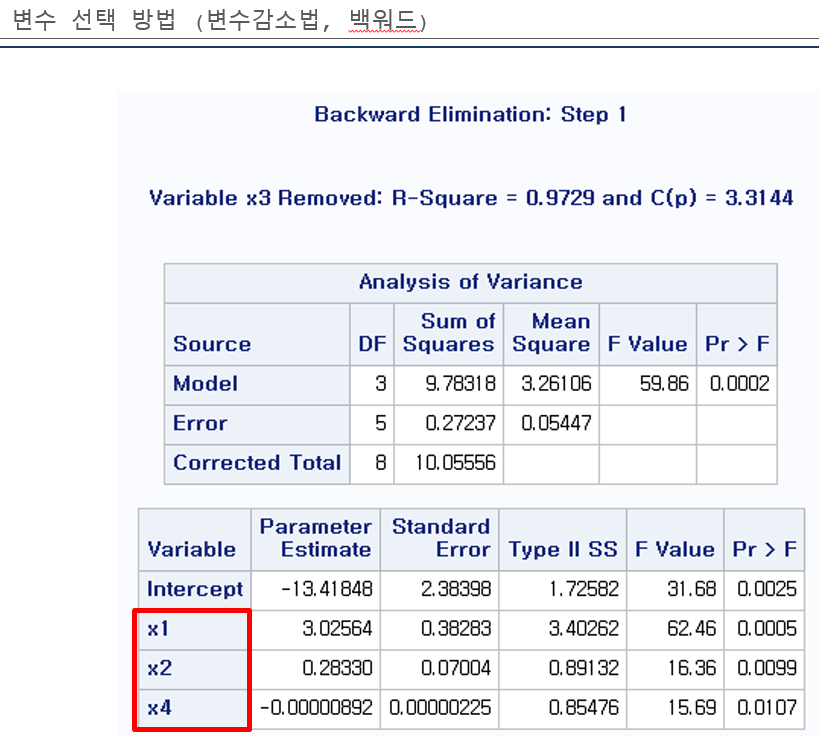 변수 선택 방법 (변수감소법, 백워드)
Backward Elimination: Step 1
Variable x3 Removed: R-Square = 0.9729 and C(p) = 3.3144
Analysis of Variance
Source DF Sum of Squares Mean Square F Value Pr > F
Model 3 9.78318 3.26106 59.86 0.0002
Error 5 0.27237 0.05447
Corrected Total 8 10.05556
Variable Parameter Estimate Standard Error Type II SS F Value Pr > F
Intercept -13.41848 2.38398 1.72582 31.68 0.0025
x1 3.02564 0.38283 3.40262 62.46 0.0005
x2 0.28330 0.07004 0.89132 16.36 0.0099
x4 -0.00000892 0.00000225 0.85476 15.69 0.0107